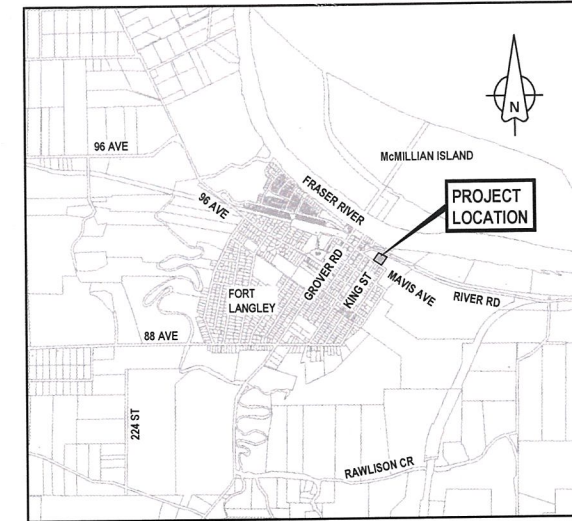 96 AVE
McMILLIAN ISLAND
N
FRASER RIVER
PROJECT
LOCATION
96 AVE
GROVER RD
KING ST
MAVIS AVE
RIVER RD
FORT
LANGLEY
88 AVE
224 ST
RAWLISON CR